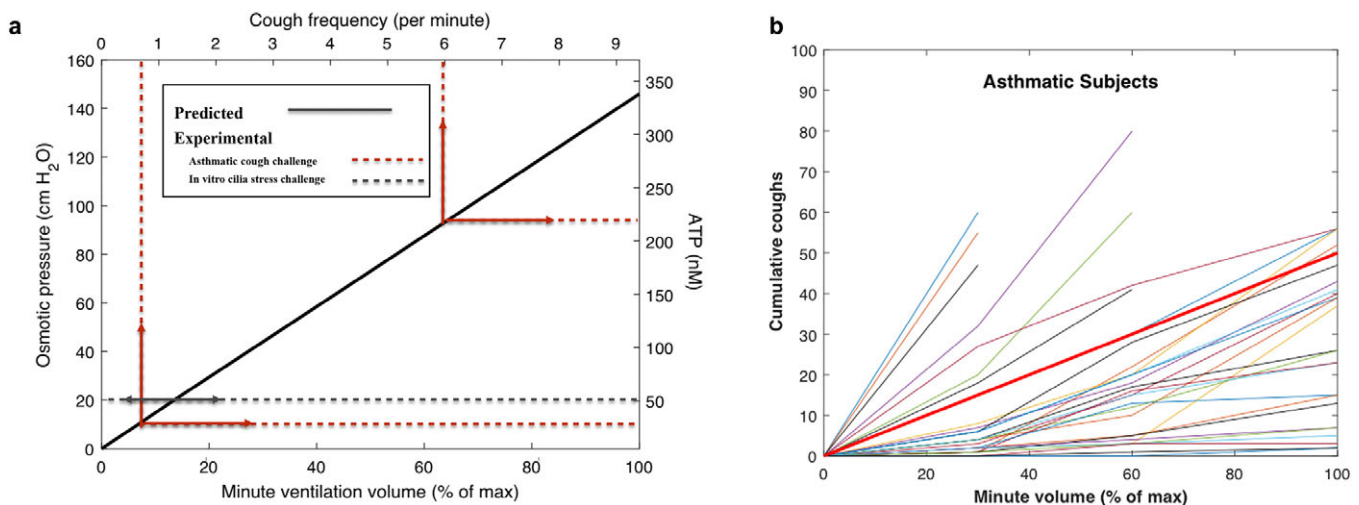 a
Cough frequency (per minute)
0 1 2 3 4 5 6 7 8 9
160
140
120
100
80
60
40
20
0
Osmotic pressure (cm H2O)
Predicted
Experimental
Asthmatic cough challenge
In vitro cilia stress challenge
350
300
250
200
150
100
50
ATP (nM)
0 20 40 60 80 100
Minute ventilation volume (% of max)
b
Asthmatic Subjects
100
90
80
70
60
50
40
30
20
10
0
Cumulative coughs
0 20 40 60 80 100
Minute volume (% of max)